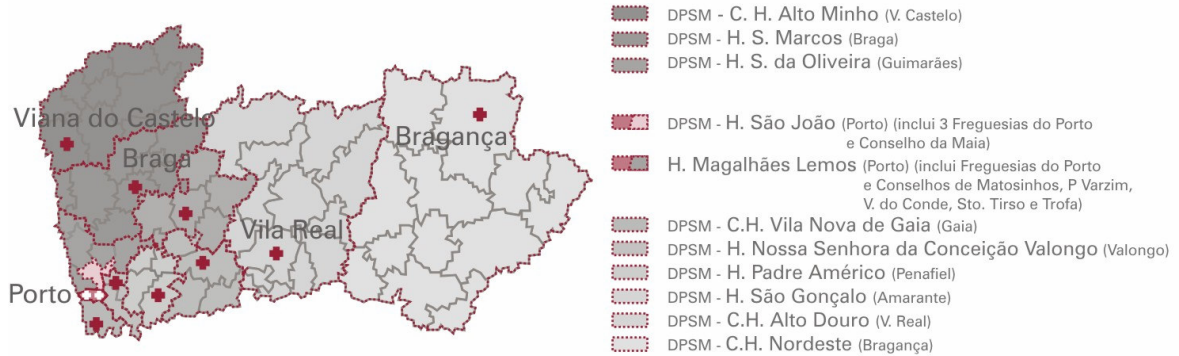 Viana do Castelo
Braga
Bragança
Vila Real
Porto
DPSM - C. H. Alto Minho (V. Castelo)
DPSM - H. S. Marcos (Braga)
DPSM - H. S. da Oliveira (Guimarães)
DPSM - H. São João (Porto) (inclui 3 Freguesias do Porto
e Conselho da Maia)
H. Magalhães Lemos (Porto) (inclui Freguesias do Porto
e Conselhos de Matosinhos, P Varzim,
V. do Conde, Sto. Tirso e Trofa)
DPSM - C.H. Vila Nova de Gaia (Gaia)
DPSM - H. Nossa Senhora da Conceição Valongo (Valongo)
DPSM - H. Padre Américo (Penafiel)
DPSM - H. São Gonçalo (Amarante)
DPSM - C.H. Alto Douro (V. Real)
DPSM - C.H. Nordeste (Bragança)